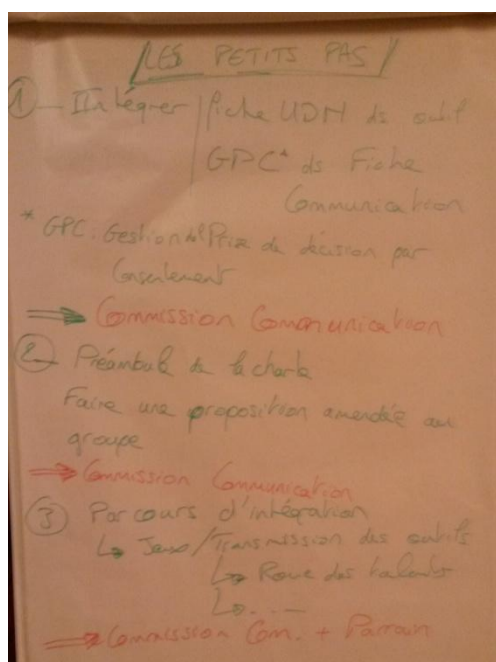 LES PETITS PAS
① - Intégrer | fiche UDN ds outil
GPC* ds Fiche
Communication
* GPC. Gestion de Prise de décision par
Consentement
⇒ Commission Communication
② Préambule de la charte
Faire une proposition amendée au
groupe
⇒ Commission Communication
③ Parcours d'intégration
↳ Jeux/Transmission des outils
↳ Roue des talents
↳ ...
⇒ Commission Com. + Parrain